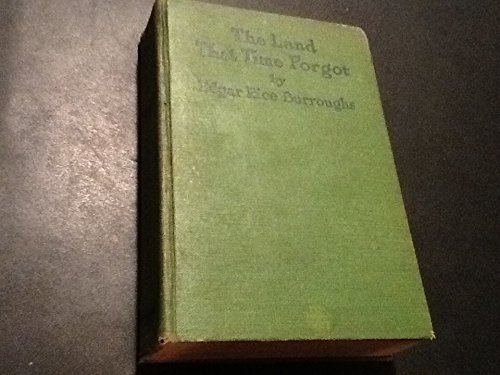 The Land
That Time Forgot
by
Edgar Rice Burroughs